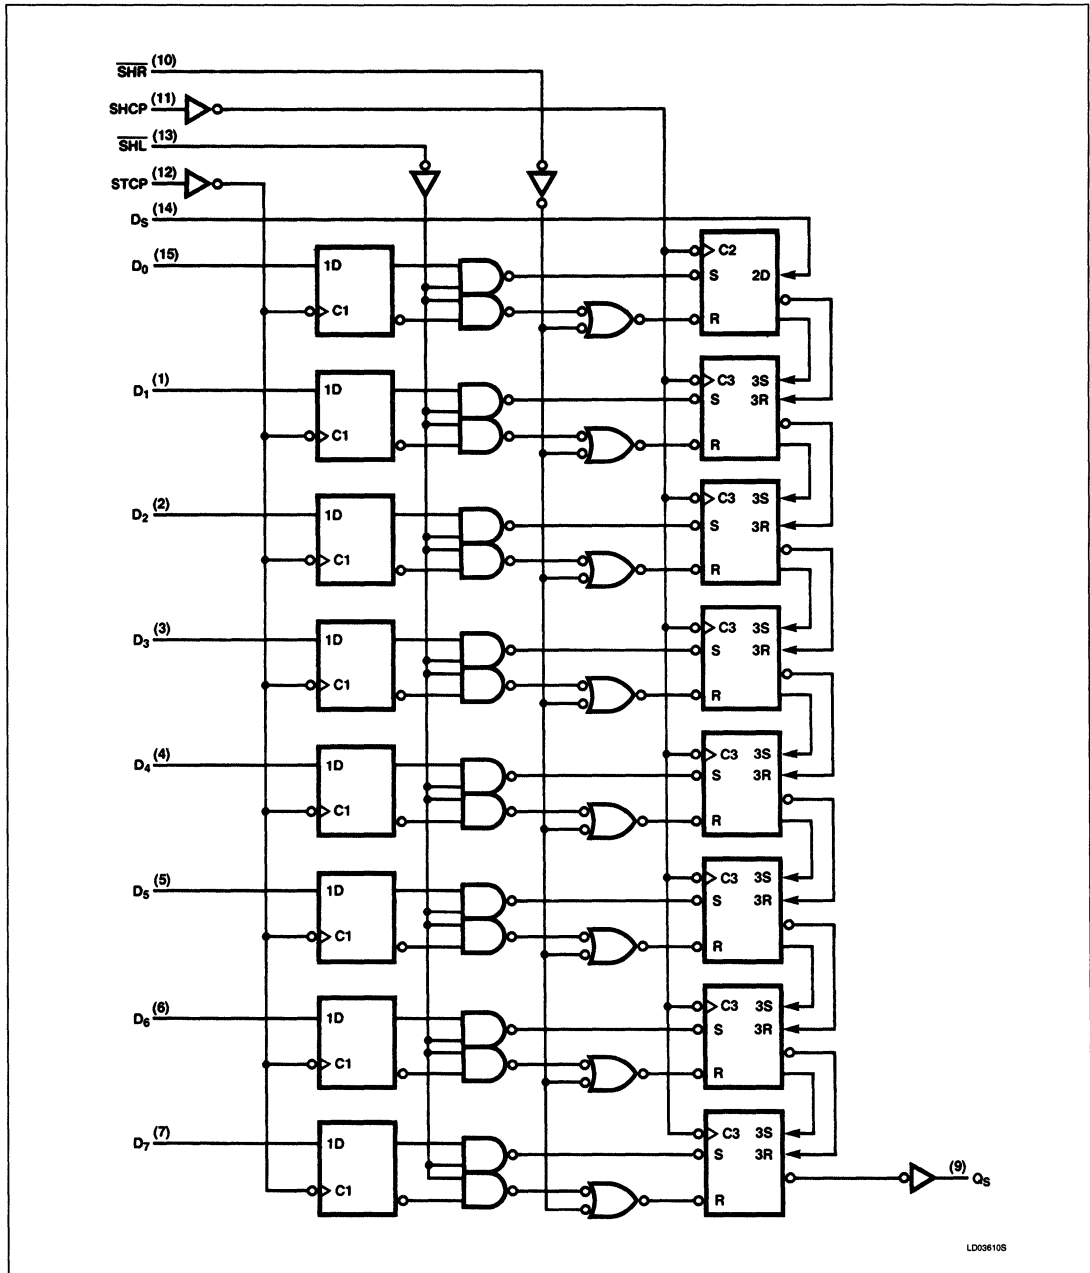 SHR (10)
SHCP (11)
SHL (13)
STCP (12)
DS (14)
D0 (15)
1D
C1
C2
S
2D
R
D1 (1)
1D
C1
C3 3S
S 3R
R
D2 (2)
1D
C1
C3 3S
S 3R
R
D3 (3)
1D
C1
C3 3S
S 3R
R
D4 (4)
1D
C1
C3 3S
S 3R
R
D5 (5)
1D
C1
C3 3S
S 3R
R
D6 (6)
1D
C1
C3 3S
S 3R
R
D7 (7)
1D
C1
C3 3S
S 3R
R
(9) QS
LD03610S